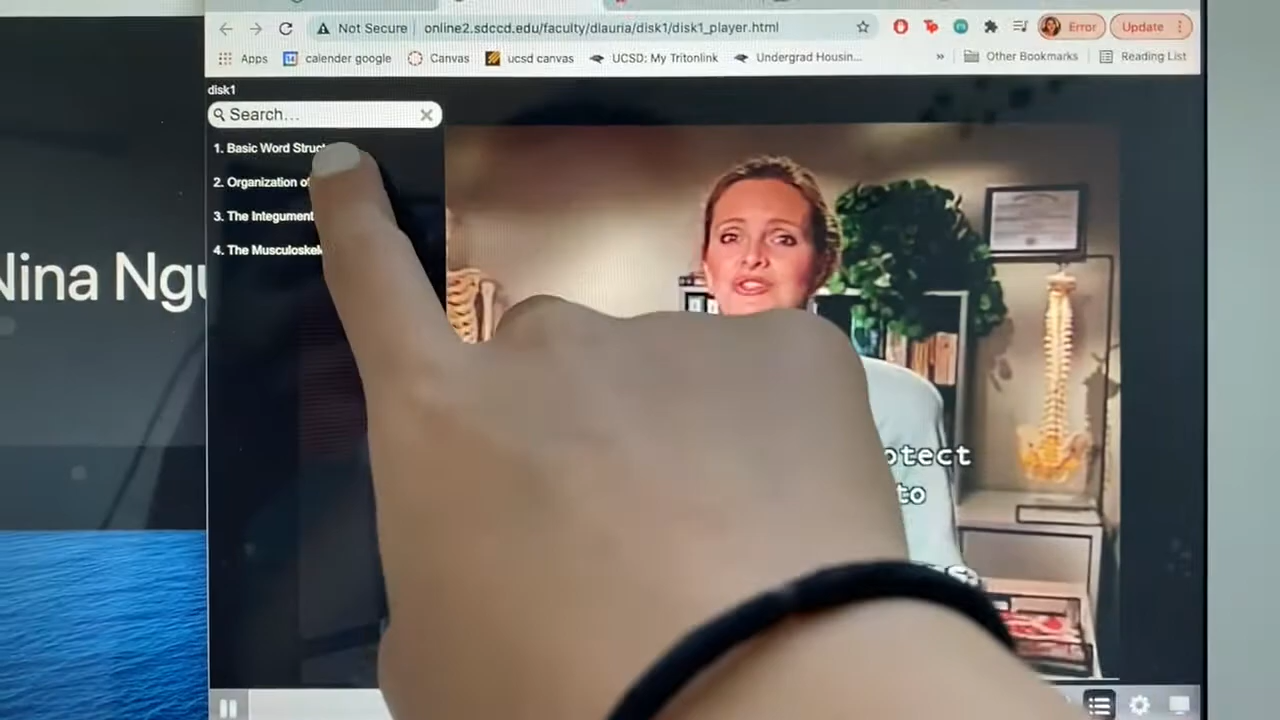 Not Secure online2.sdccd.edu/faculty/dlauria/disk1/disk1_player.html Error Update
Apps calender google Canvas ucsd canvas UCSD: My Tritonlink Undergrad Housin... » Other Bookmarks Reading List
disk1
Search...
1. Basic Word Struct
2. Organization of
3. The Integument
4. The Musculoskel
Nina Ngu
otect
to